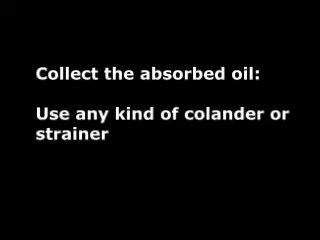 Collect the absorbed oil:
Use any kind of colander or
strainer